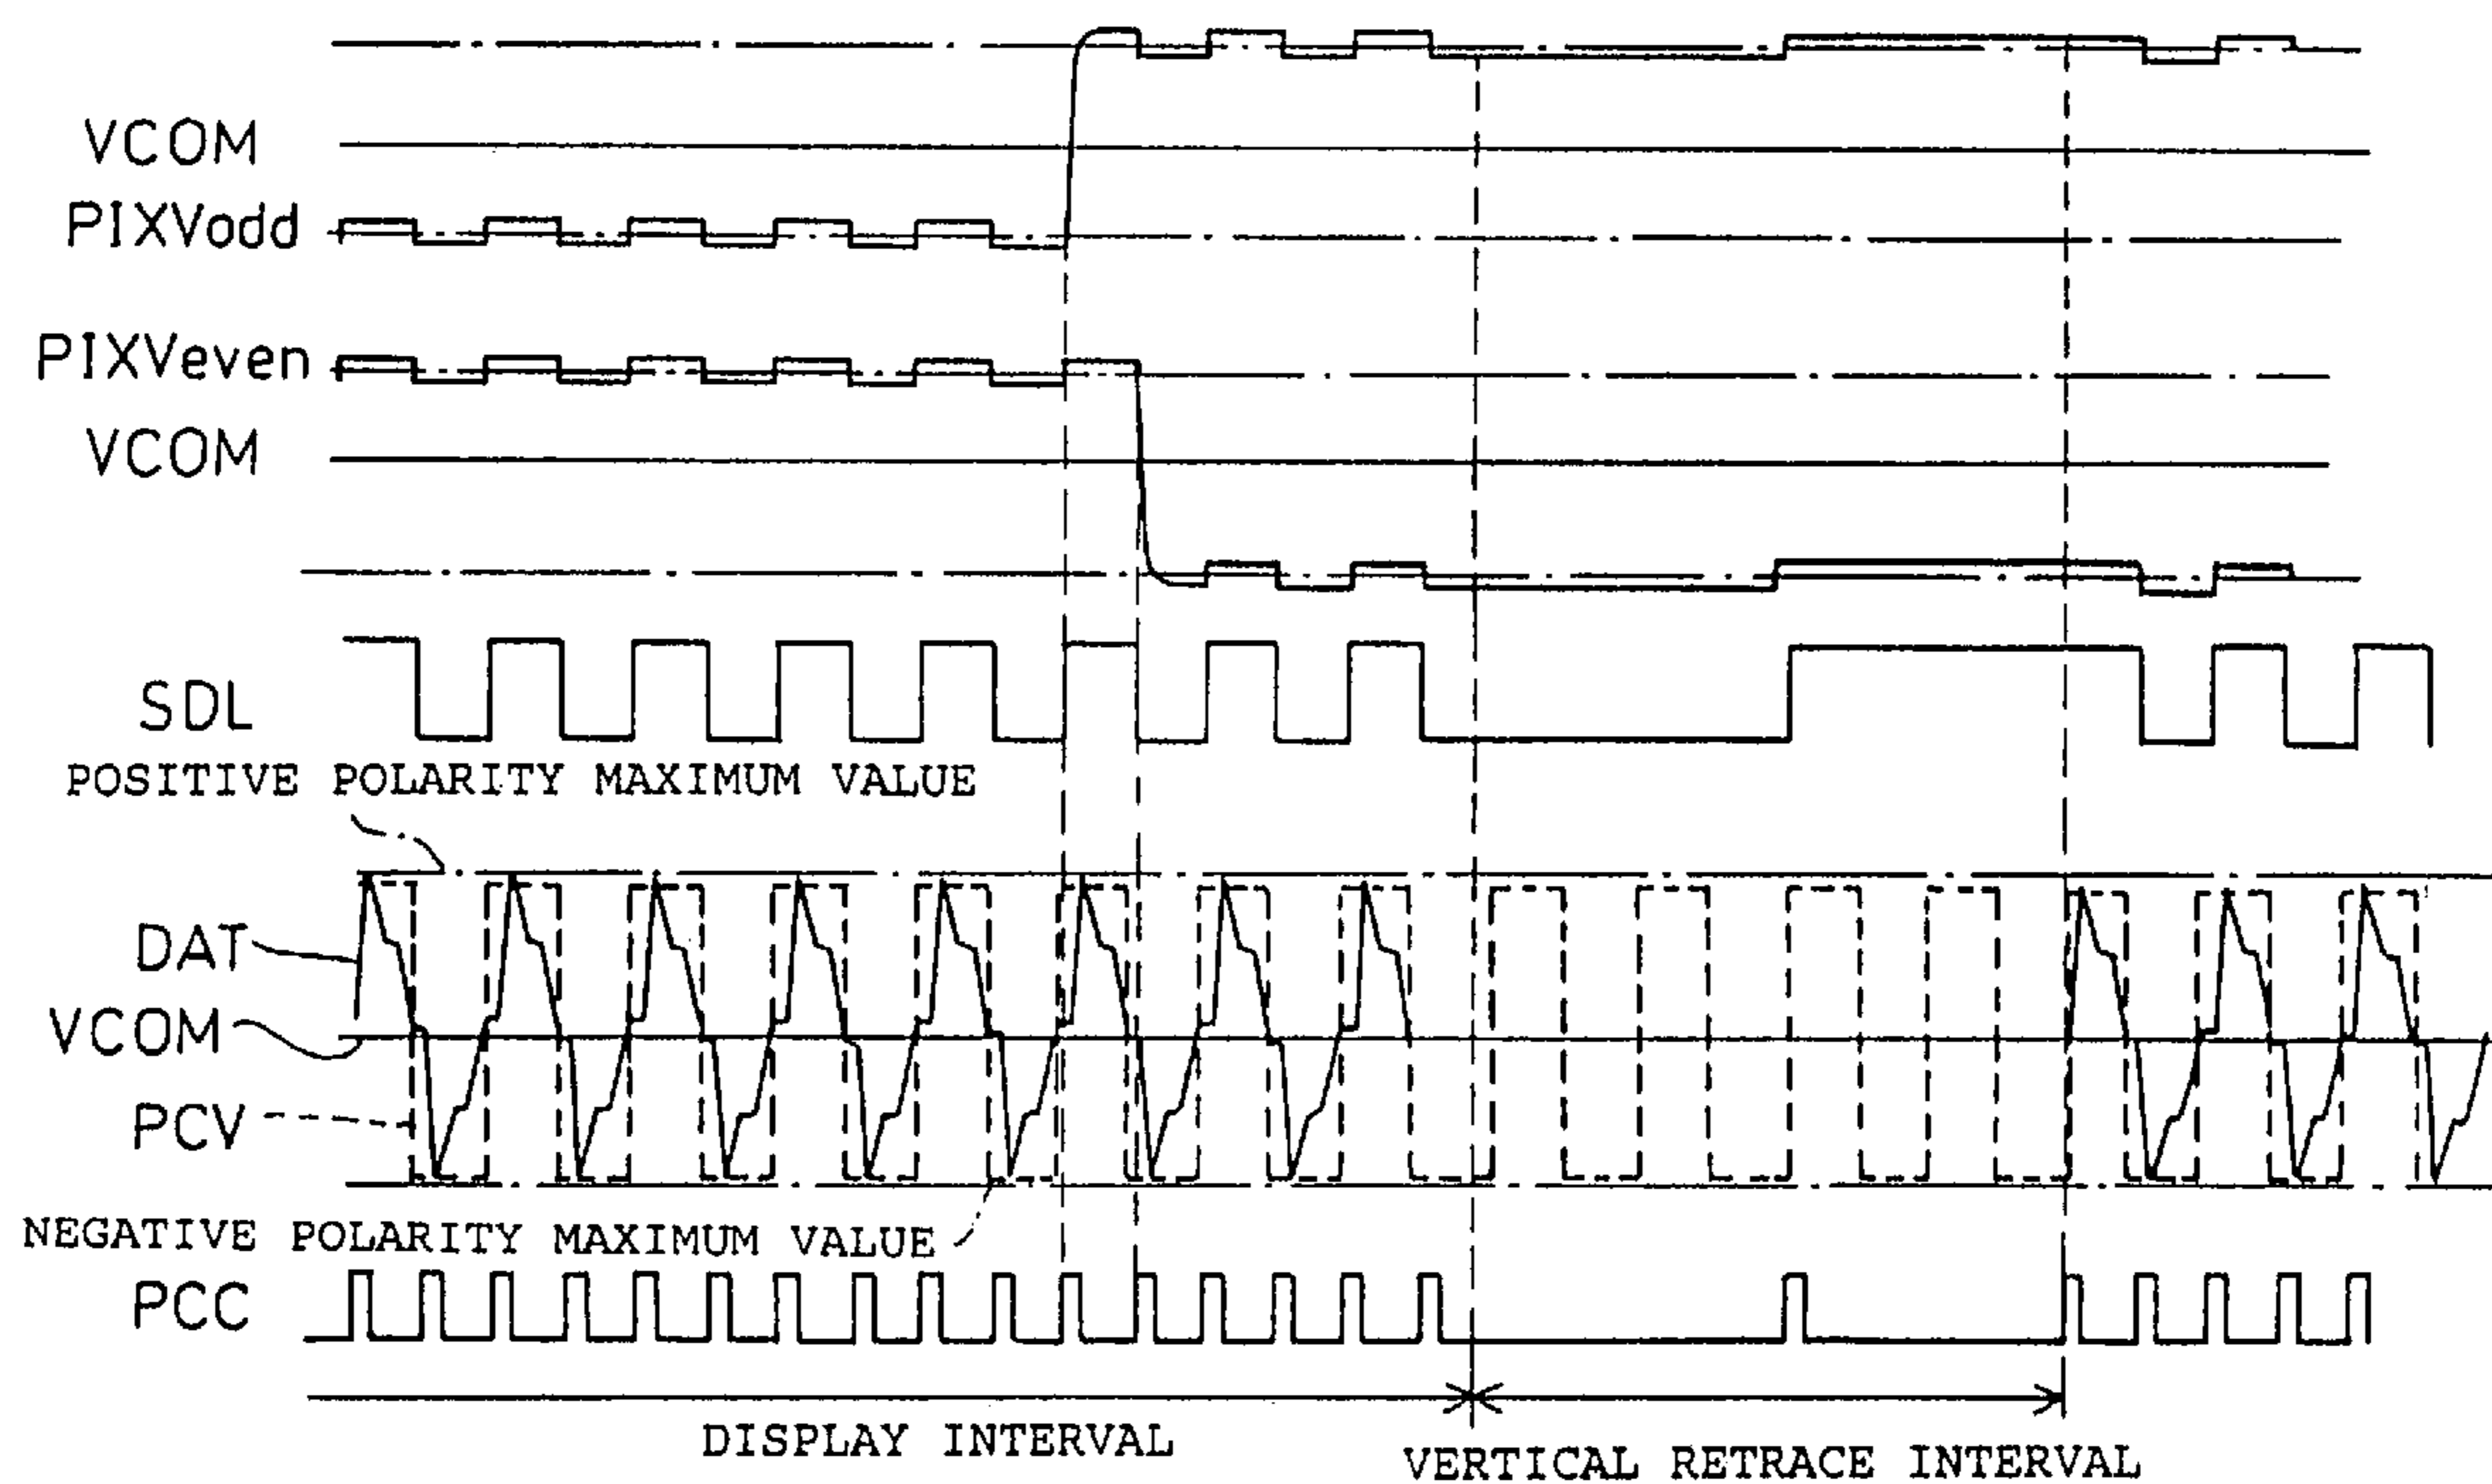 VCOM
PIXVodd
PIXVeven
VCOM
SDL
POSITIVE POLARITY MAXIMUM VALUE
DAT
VCOM
PCV
NEGATIVE POLARITY MAXIMUM VALUE
PCC
DISPLAY INTERVAL
VERTICAL RETRACE INTERVAL